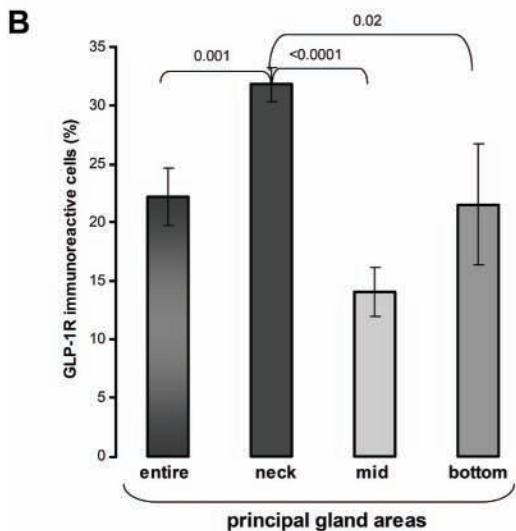 B
0.02
0.001
<0.0001
GLP-1R immunoreactive cells (%)
35
30
25
20
15
10
5
0
entire neck mid bottom
principal gland areas